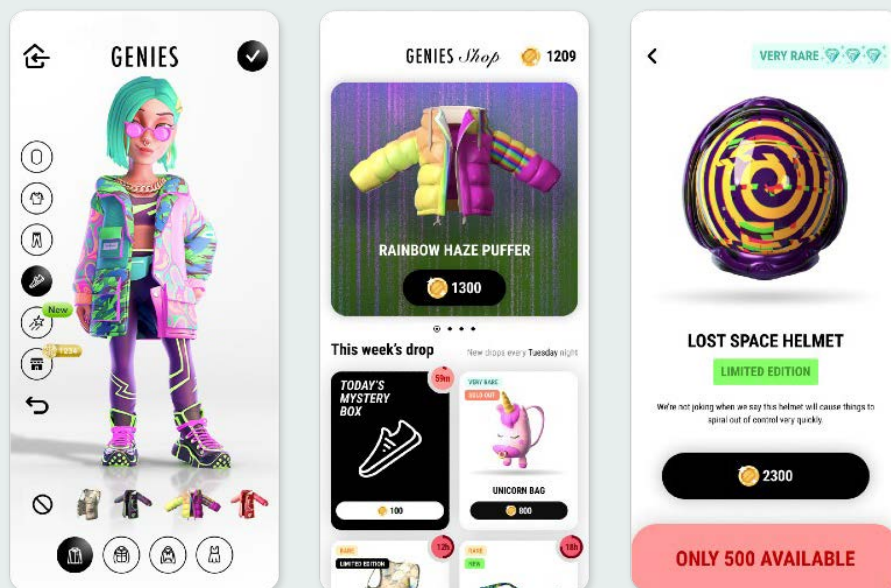 GENIES
New
GENIES Shop
1209
RAINBOW HAZE PUFFER
1300
This week's drop
New drops every Tuesday night
TODAY'S
MYSTERY
BOX
59m
100
VERY RARE
SOLD OUT
UNICORN BAG
800
RARE
LIMITED EDITION
12h
RARE
NEW
18h
VERY RARE
LOST SPACE HELMET
LIMITED EDITION
We're not joking when we say this helmet will cause things to
spiral out of control very quickly.
2300
ONLY 500 AVAILABLE